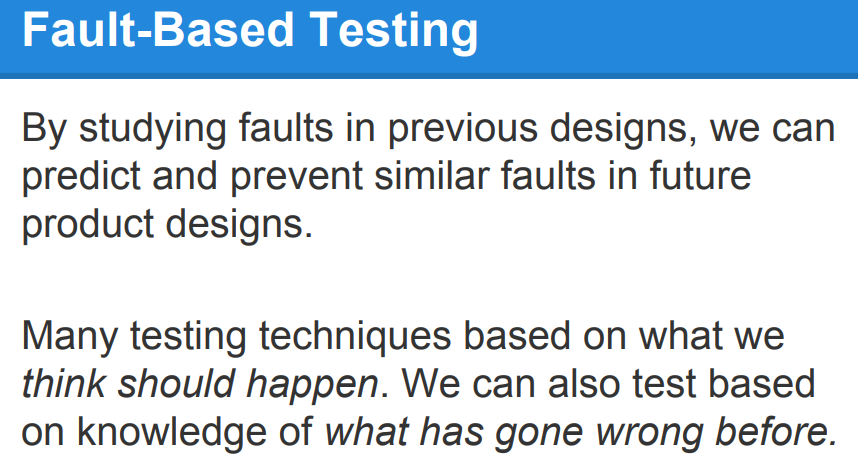 Fault-Based Testing
By studying faults in previous designs, we can
predict and prevent similar faults in future
product designs.
Many testing techniques based on what we
think should happen. We can also test based
on knowledge of what has gone wrong before.